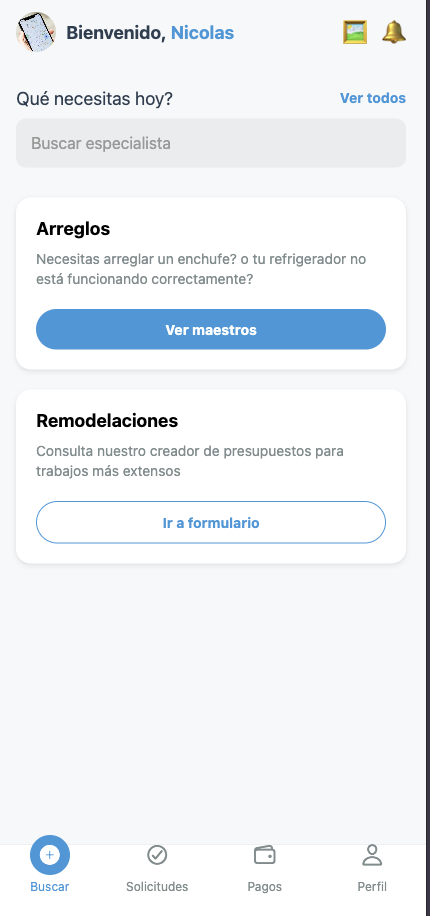 Bienvenido, Nicolas
Qué necesitas hoy?
Ver todos
Buscar especialista
Arreglos
Necesitas arreglar un enchufe? o tu refrigerador no
está funcionando correctamente?
Ver maestros
Remodelaciones
Consulta nuestro creador de presupuestos para
trabajos más extensos
Ir a formulario
Buscar
Solicitudes
Pagos
Perfil